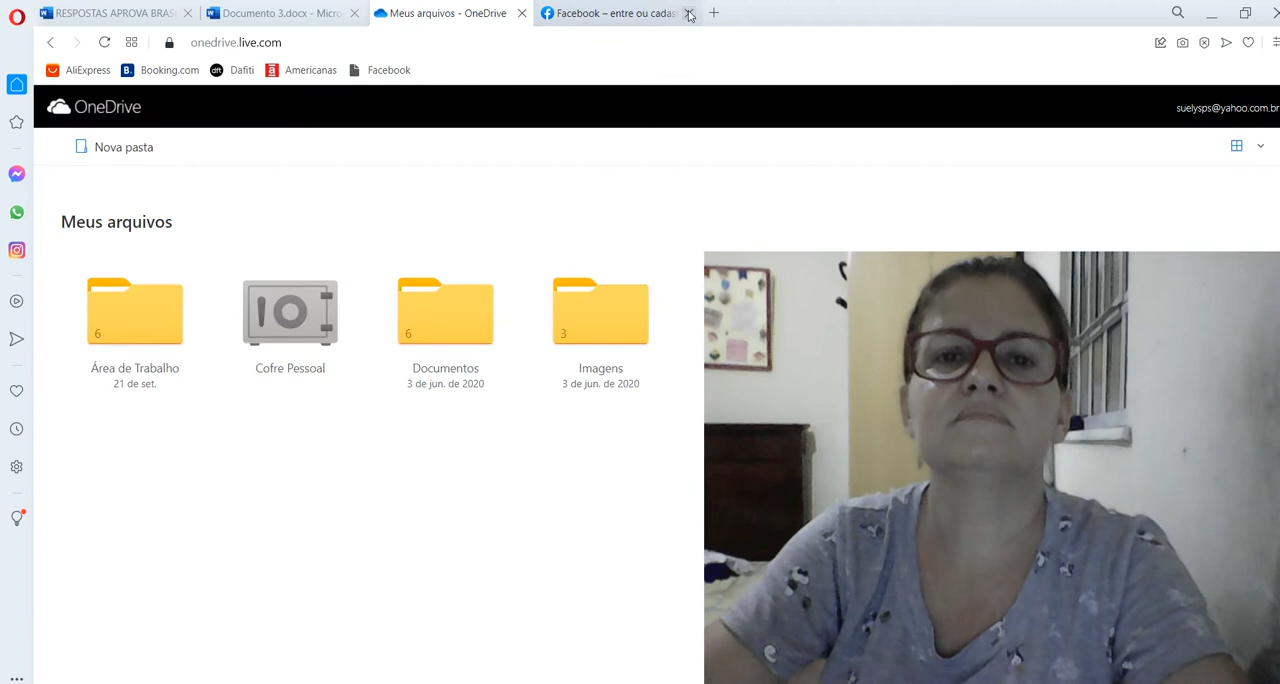 RESPOSTAS APROVA BRAS
Documento 3.docx - Micro
Meus arquivos - OneDrive
Facebook – entre ou cadas
onedrive.live.com
AliExpress
B. Booking.com
dft Dafiti
a Americanas
Facebook
OneDrive
suelysps@yahoo.com.br
Nova pasta
Meus arquivos
6
6
3
Área de Trabalho
Cofre Pessoal
Documentos
Imagens
21 de set.
3 de jun. de 2020
3 de jun. de 2020